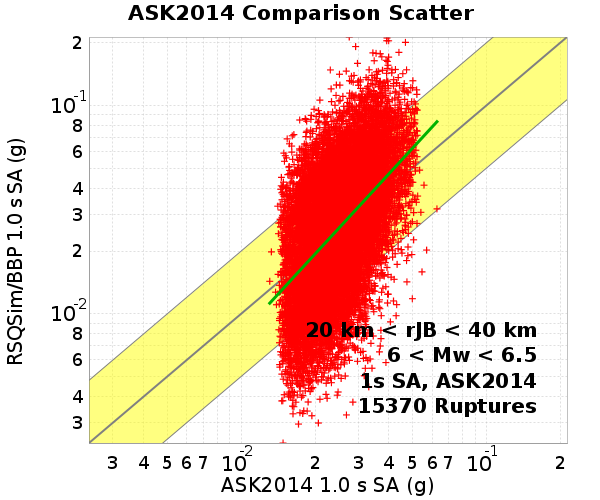 ASK2014 Comparison Scatter
RSQSim/BBP 1.0 s SA (g)
2
10-1
8
6
4
3
2
10-2
8
6
4
3
20 km < rJB < 40 km
6 < Mw < 6.5
1s SA, ASK2014
15370 Ruptures
3 4 5 6 7 10-2 2 3 4 5 6 7 10-1 2
ASK2014 1.0 s SA (g)